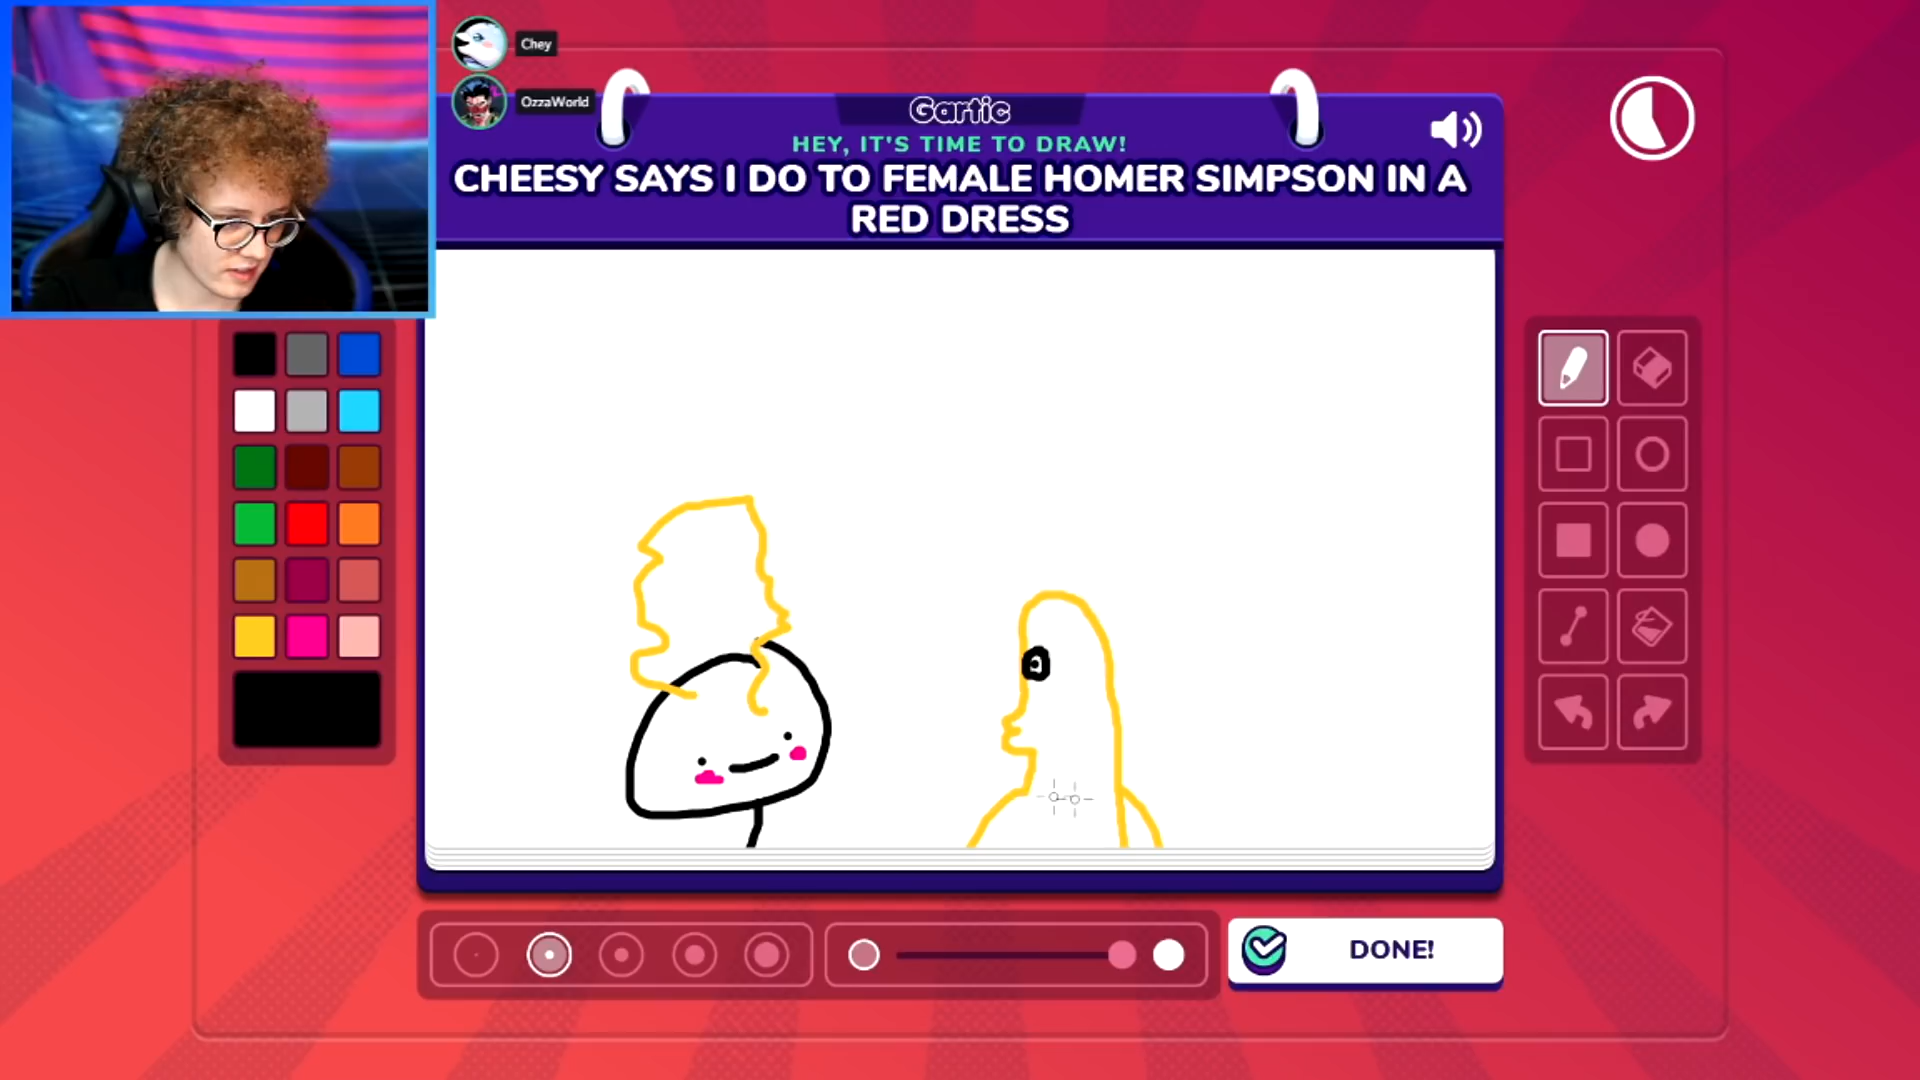 Chey
OzzaWorld
Gartic
HEY, IT'S TIME TO DRAW!
CHEESY SAYS I DO TO FEMALE HOMER SIMPSON IN A
RED DRESS
DONE!